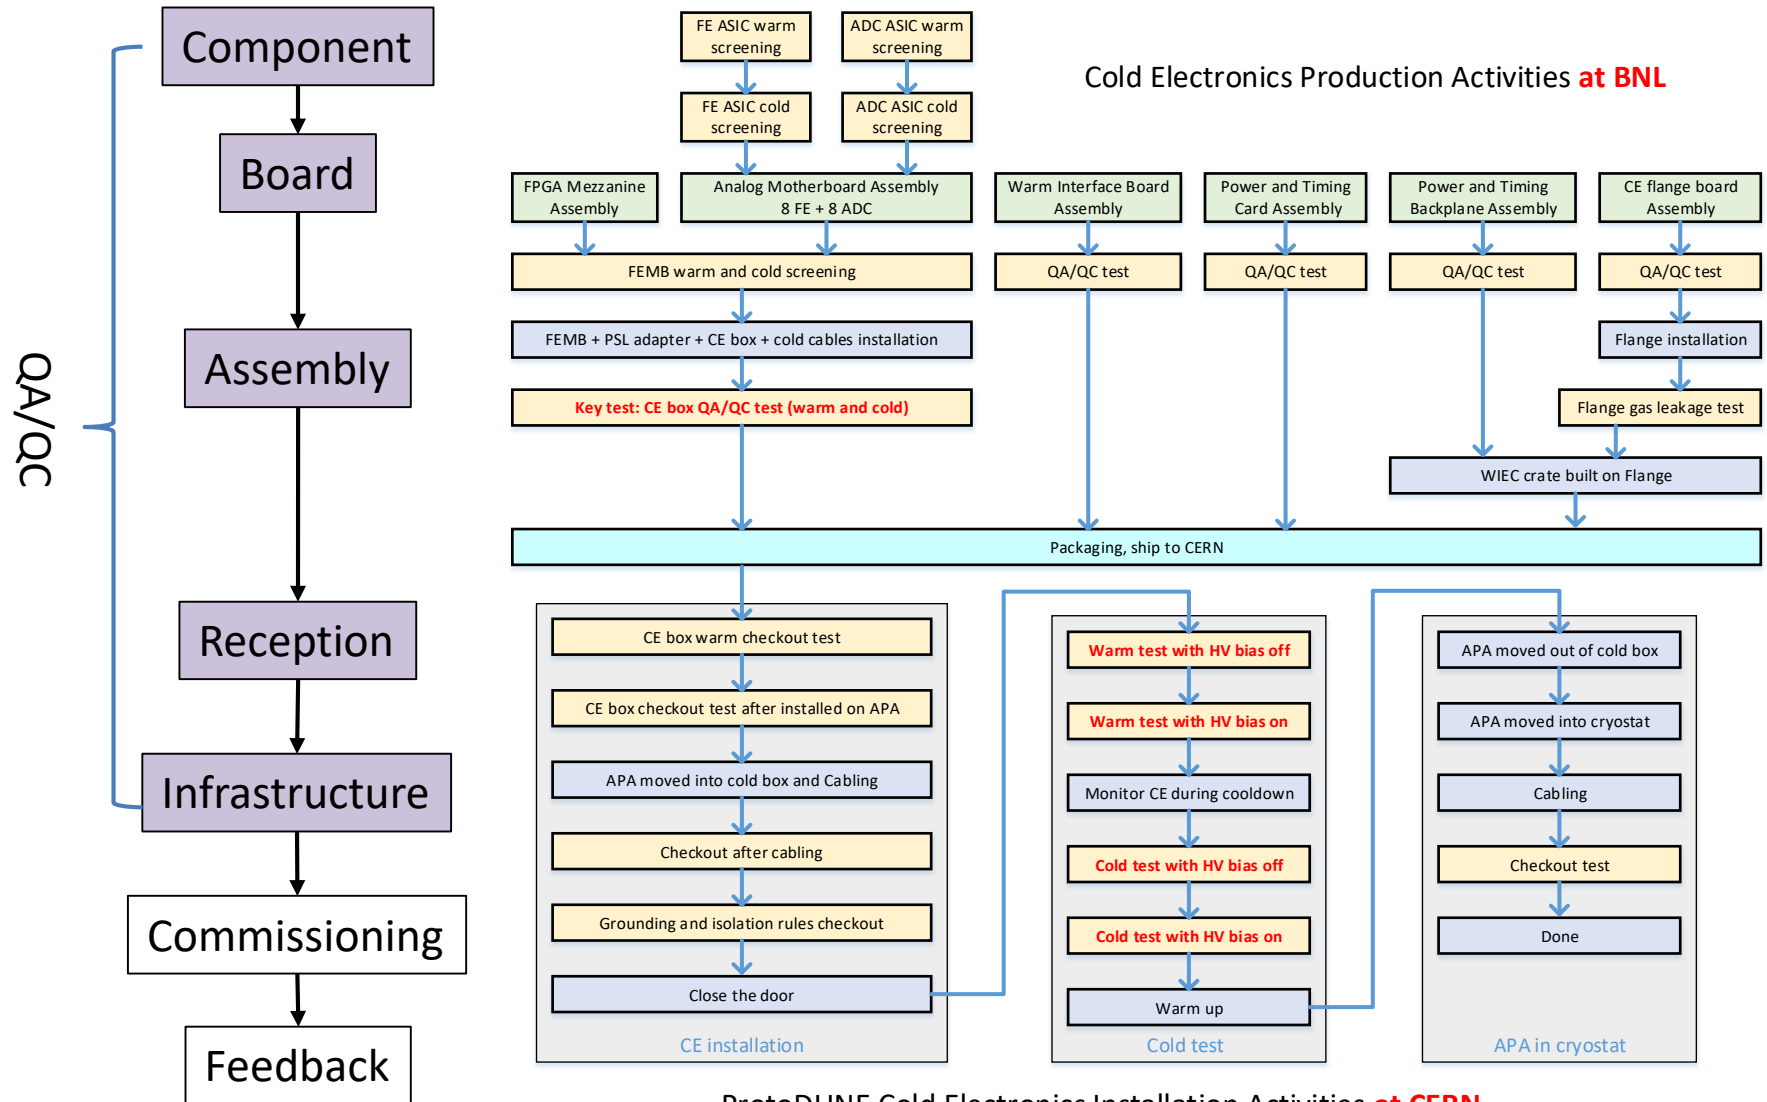 Component
Board
Assembly
Reception
Infrastructure
Commissioning
Feedback
QA/QC
Cold Electronics Production Activities at BNL
FE ASIC warm
screening
ADC ASIC warm
screening
FE ASIC cold
screening
ADC ASIC cold
screening
FPGA Mezzanine
Assembly
Analog Motherboard Assembly
8 FE + 8 ADC
Warm Interface Board
Assembly
Power and Timing
Card Assembly
Power and Timing
Backplane Assembly
CE flange board
Assembly
FEMB warm and cold screening
QA/QC test
QA/QC test
QA/QC test
QA/QC test
FEMB + PSL adapter + CE box + cold cables installation
Flange installation
Key test: CE box QA/QC test (warm and cold)
Flange gas leakage test
WIEC crate built on Flange
Packaging, ship to CERN
CE box warm checkout test
CE box checkout test after installed on APA
APA moved into cold box and Cabling
Checkout after cabling
Grounding and isolation rules checkout
Close the door
CE installation
Warm test with HV bias off
Warm test with HV bias on
Monitor CE during cooldown
Cold test with HV bias off
Cold test with HV bias on
Warm up
Cold test
APA moved out of cold box
APA moved into cryostat
Cabling
Checkout test
Done
APA in cryostat
ProtoDUNE Cold Electronics Installation Activities at CERN